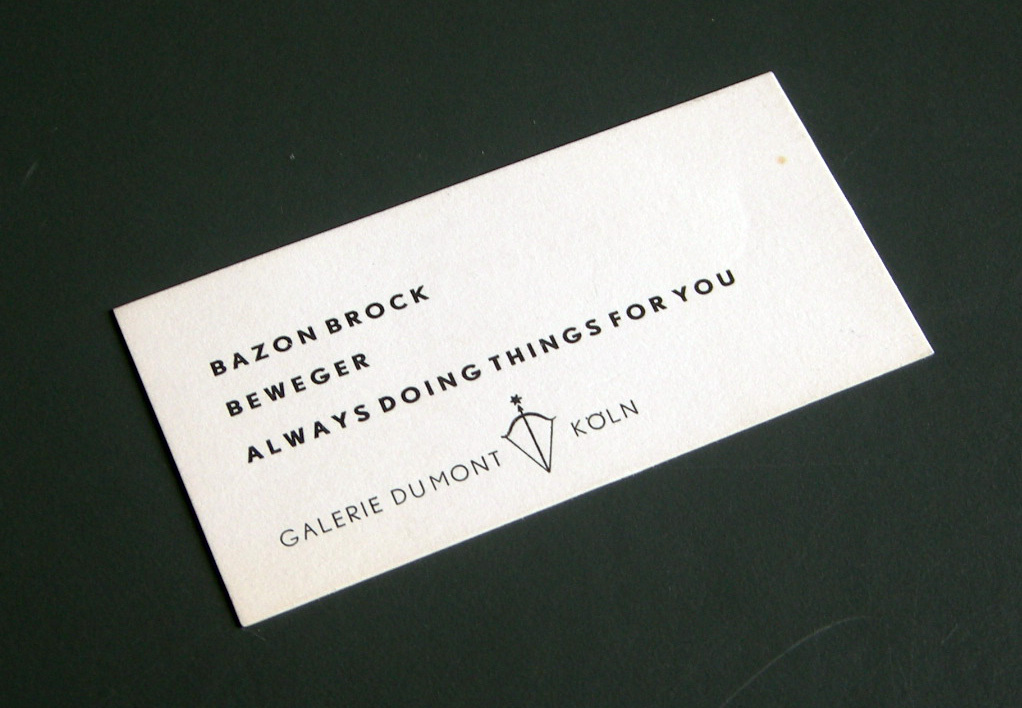 BAZON BROCK
BEWEGER
ALWAYS DOING THINGS FOR YOU
GALERIE DUMONT KÖLN